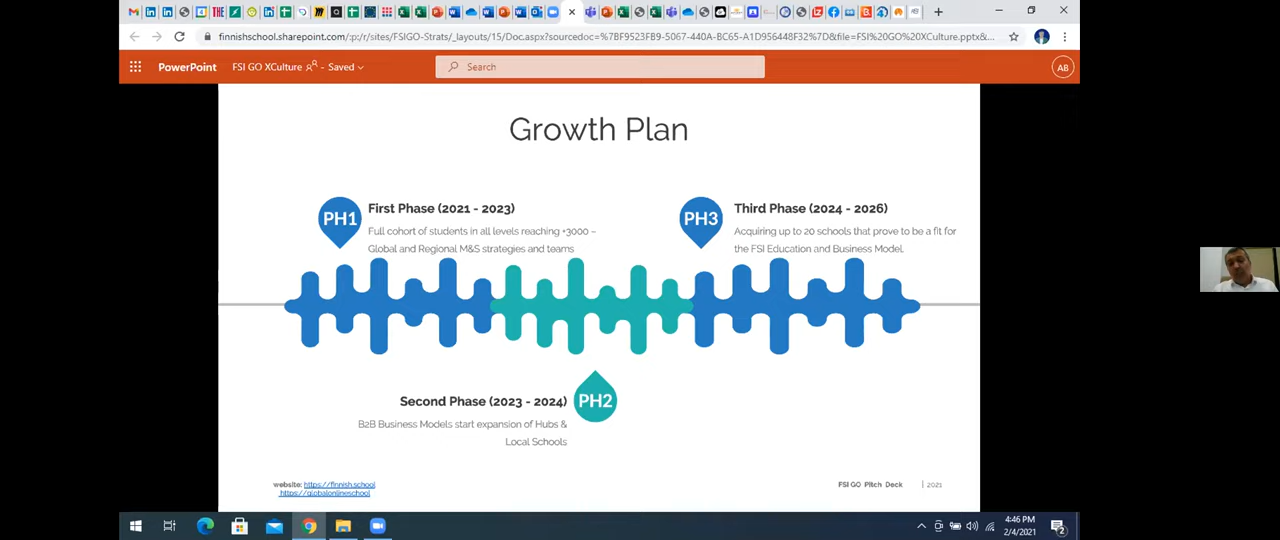 finnishschool.sharepoint.com/:p:/r/sites/FSIGO-Strats/_layouts/15/Doc.aspx?sourcedoc=%7BF9523FB9-5067-440A-BC65-A1D956448F32%7D&file=FSI%20GO%20XCulture.pptx&...
PowerPoint
FSI GO XCulture - Saved
Search
AB
Growth Plan
PH1
First Phase (2021 - 2023)
Full cohort of students in all levels reaching +3000 –
Global and Regional M&S strategies and teams
PH3
Third Phase (2024 - 2026)
Acquiring up to 20 schools that prove to be a fit for
the FSI Education and Business Model.
Second Phase (2023 - 2024)
PH2
B2B Business Models start expansion of Hubs &
Local Schools
website: https://finnish.school
https://globalonlineschool
FSI GO Pitch Deck | 2021
4:46 PM
2/4/2021
2